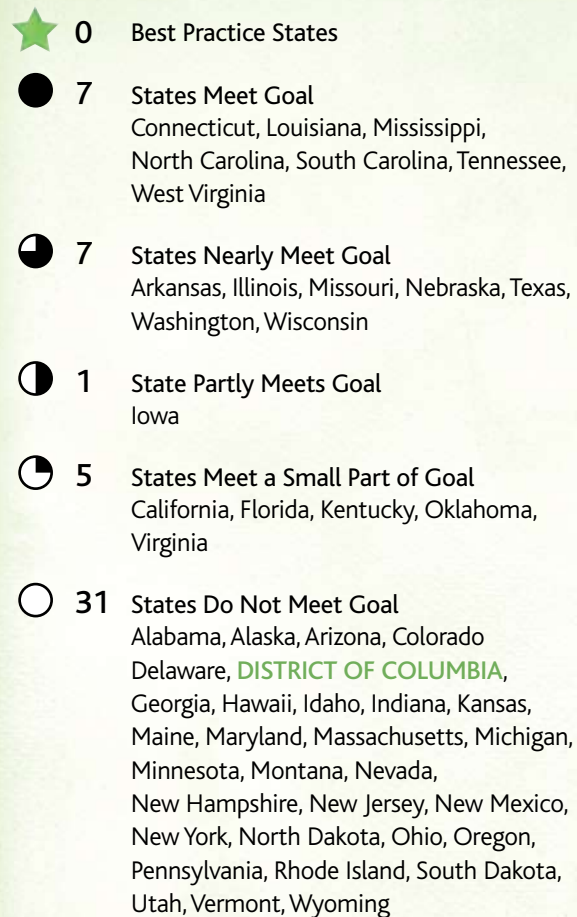 0 Best Practice States
7 States Meet Goal
Connecticut, Louisiana, Mississippi,
North Carolina, South Carolina, Tennessee,
West Virginia
7 States Nearly Meet Goal
Arkansas, Illinois, Missouri, Nebraska, Texas,
Washington, Wisconsin
1 State Partly Meets Goal
Iowa
5 States Meet a Small Part of Goal
California, Florida, Kentucky, Oklahoma,
Virginia
31 States Do Not Meet Goal
Alabama, Alaska, Arizona, Colorado
Delaware, DISTRICT OF COLUMBIA,
Georgia, Hawaii, Idaho, Indiana, Kansas,
Maine, Maryland, Massachusetts, Michigan,
Minnesota, Montana, Nevada,
New Hampshire, New Jersey, New Mexico,
New York, North Dakota, Ohio, Oregon,
Pennsylvania, Rhode Island, South Dakota,
Utah, Vermont, Wyoming